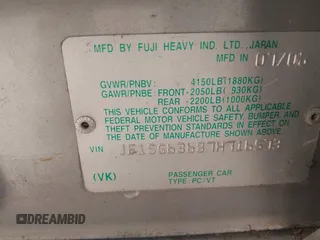 MFD BY FUJI HEAVY IND. LTD., JAPAN
MFD IN
GVWR/PNBV: 4150LB(1880KG)
GAWR/PNBE: FRONT-2050LB( 930KG)
REAR -2200LB(1000KG)
THIS VEHICLE CONFORMS TO ALL APPLICABLE
FEDERAL MOTOR VEHICLE SAFETY, BUMPER,
AND THEFT PREVENTION STANDARDS IN EFFECT ON
THE DATE OF MANUFACTURE SHOWN ABOVE.
VIN
(VK)
PASSENGER CAR
TYPE:PC/VT
DREAMBID